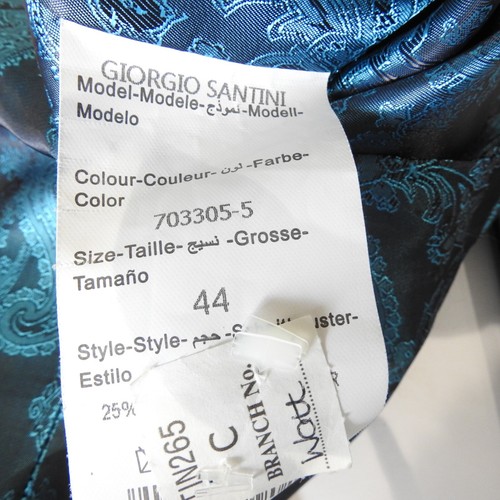 GIORGIO SANTINI
Model-Modele-نموذج-Modell-
Modelo
Colour-Couleur-لون-Farbe-
Color
703305-5
Size-Taille-نسيج-Grosse-
Tamaño
44
Style-Style-حجم-
Estilo
25%
TIN265
C
BRANCH No.